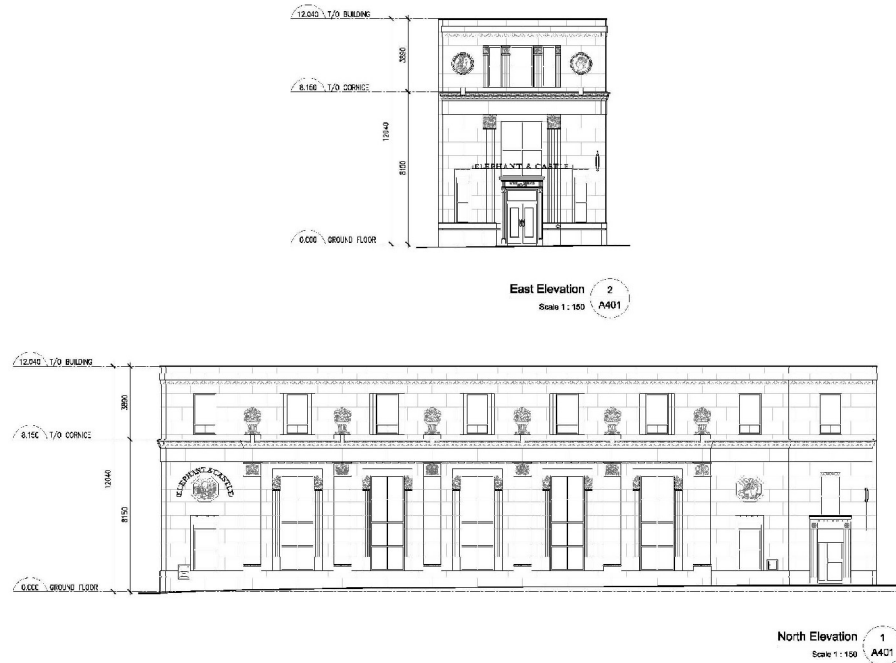 12.040 T/O BUILDING
3890
8.150 T/O CORNICE
12040
8150
ELEPHANT & CASTLE
0.000 GROUND FLOOR
East Elevation 2
Scale 1 : 150 A401
12.040 T/O BUILDING
3890
8.150 T/O CORNICE
ELEPHANT & CASTLE
12040
8150
0.000 GROUND FLOOR
North Elevation 1
Scale 1 : 150 A401